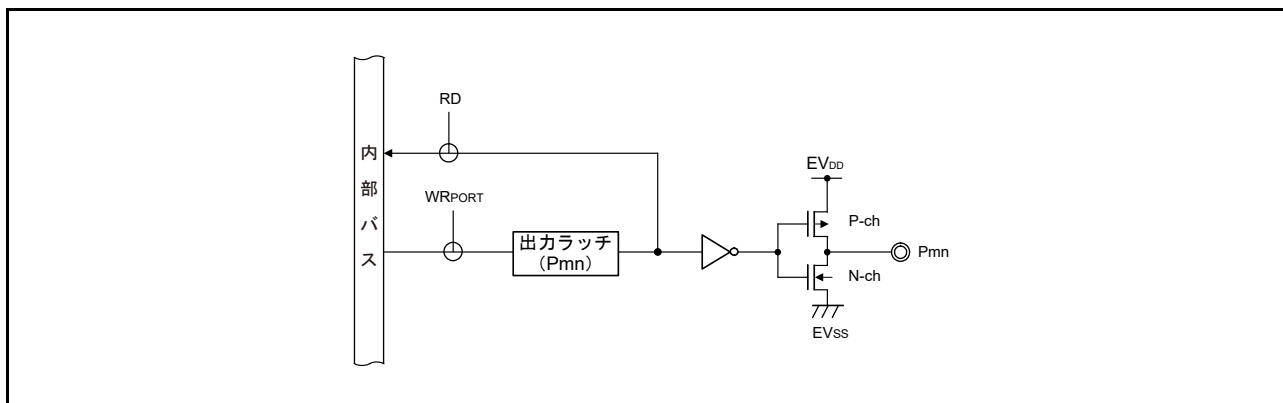 RD
内部バス
WRPORT
出力ラッチ
（Pmn）
EVDD
P-ch
Pmn
N-ch
EVSS